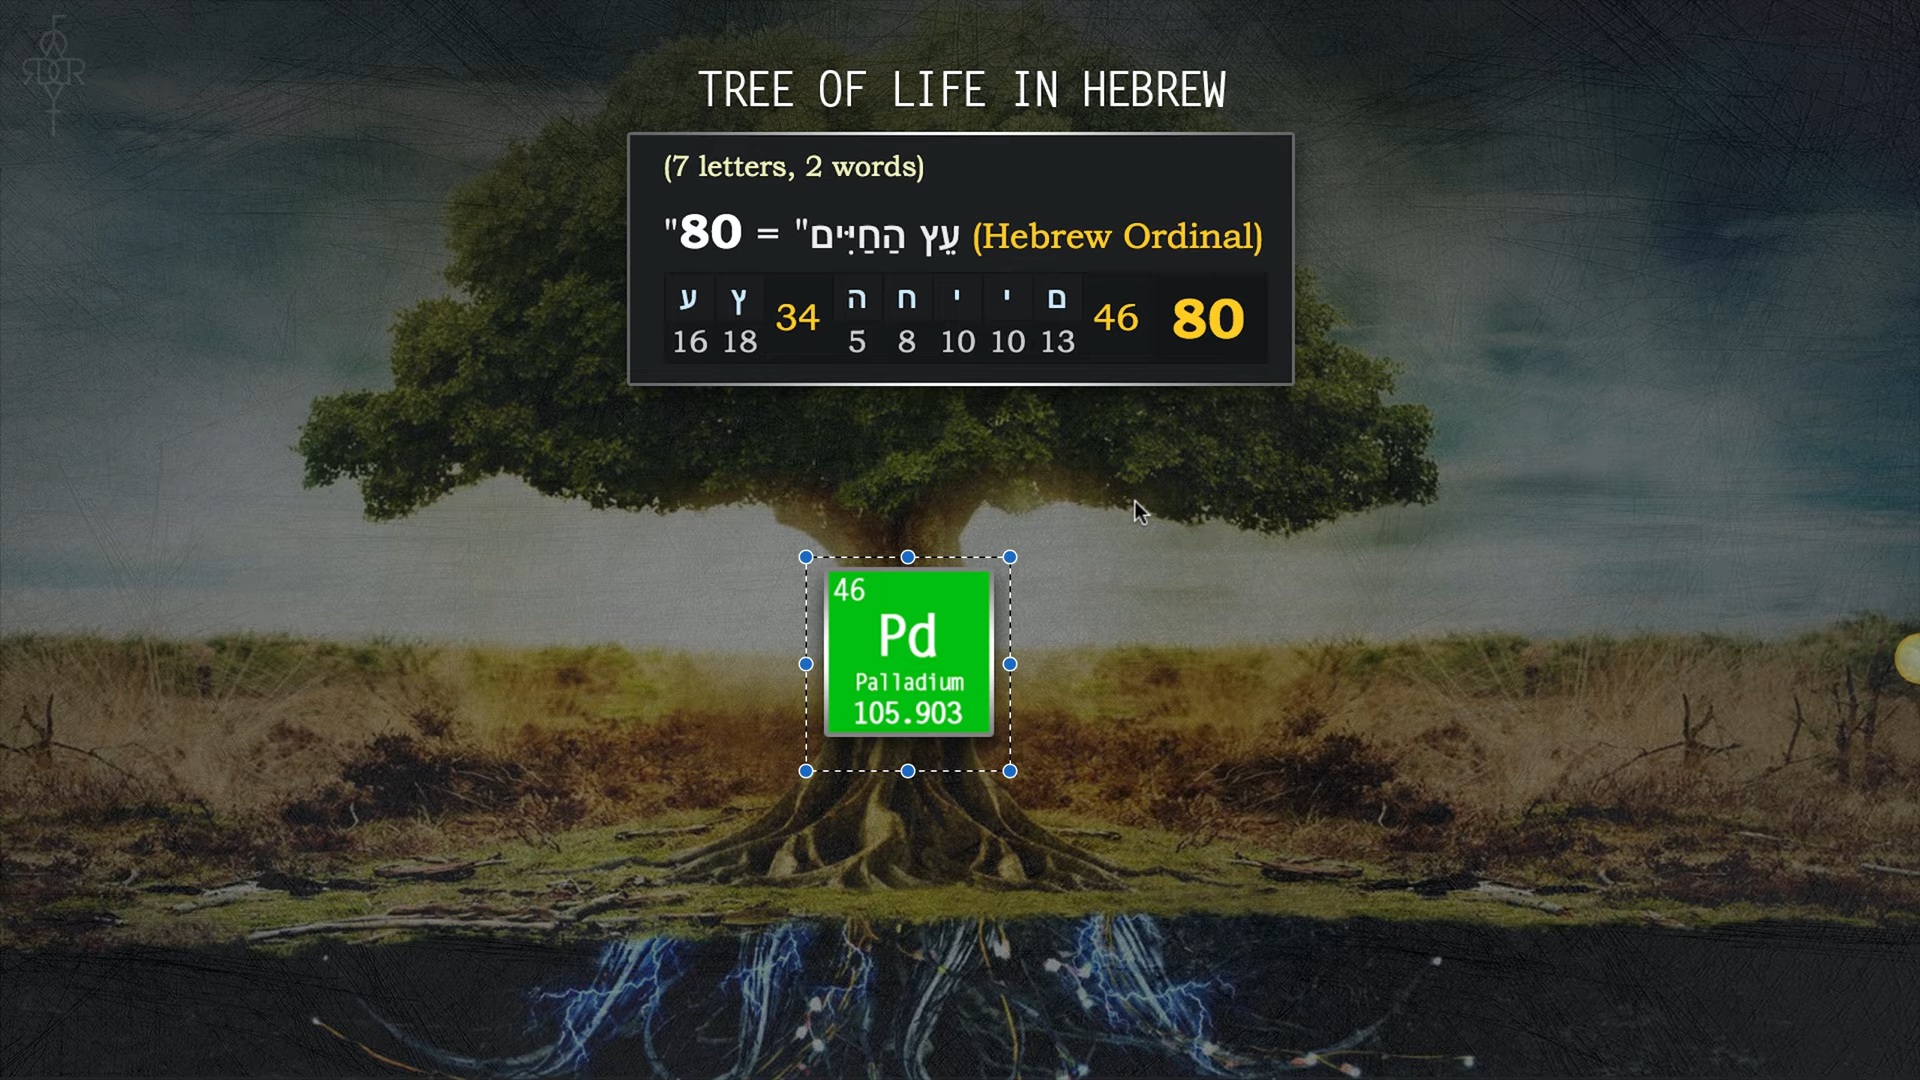 TREE OF LIFE IN HEBREW
(7 letters, 2 words)
"80 = "עֵץ הַחַיִּים (Hebrew Ordinal)
ע ץ 34 ה ח י י ם 46 80
16 18 5 8 10 10 13
46
Pd
Palladium
105.903